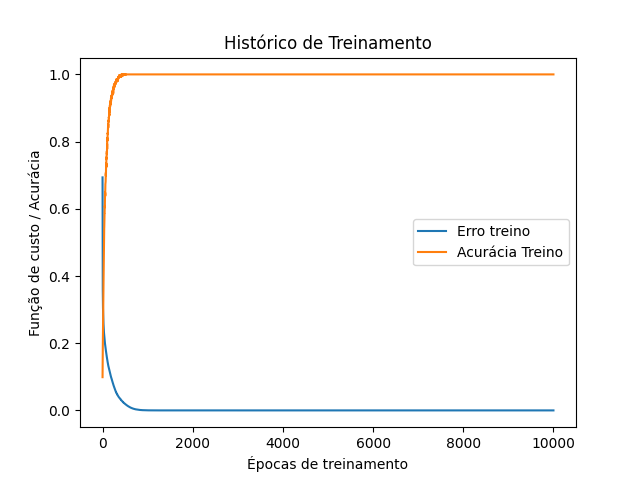 Histórico de Treinamento
Função de custo / Acurácia
1.0
0.8
0.6
0.4
0.2
0.0
Erro treino
Acurácia Treino
0 2000 4000 6000 8000 10000
Épocas de treinamento